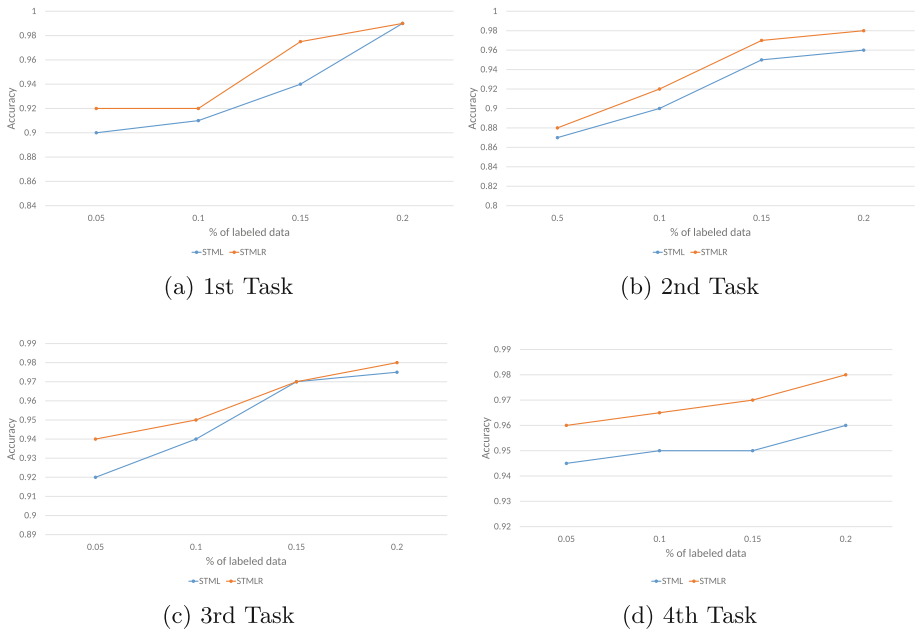 1
0.98
0.96
0.94
0.92
0.9
0.88
0.86
0.84
Accuracy
0.05 0.1 0.15 0.2
% of labeled data
STML STMLR
(a) 1st Task
1
0.98
0.96
0.94
0.92
0.9
0.88
0.86
0.84
0.82
0.8
Accuracy
0.5 0.1 0.15 0.2
% of labeled data
STML STMLR
(b) 2nd Task
0.99
0.98
0.97
0.96
0.95
0.94
0.93
0.92
0.91
0.9
0.89
Accuracy
0.05 0.1 0.15 0.2
% of labeled data
STML STMLR
(c) 3rd Task
0.99
0.98
0.97
0.96
0.95
0.94
0.93
0.92
Accuracy
0.05 0.1 0.15 0.2
% of labeled data
STML STMLR
(d) 4th Task